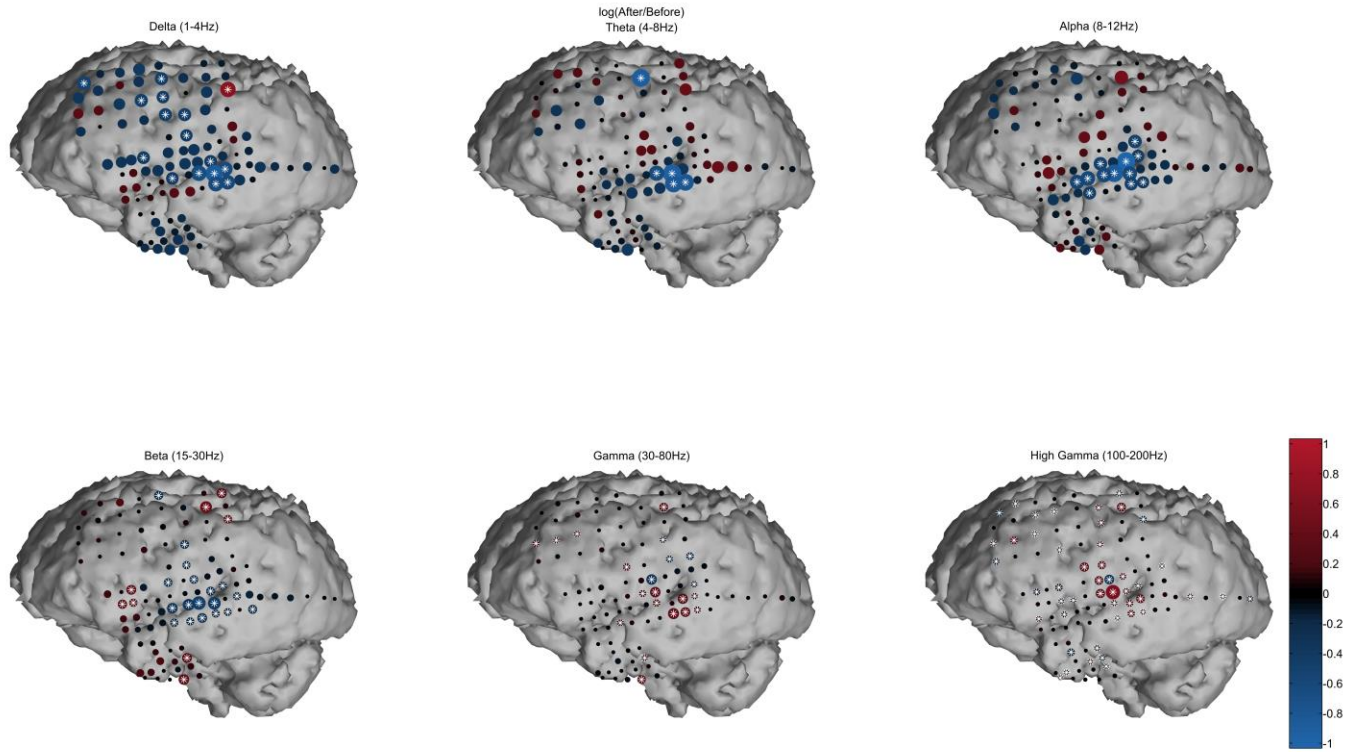 log(After/Before)
Delta (1-4Hz)
Theta (4-8Hz)
Alpha (8-12Hz)
Beta (15-30Hz)
Gamma (30-80Hz)
High Gamma (100-200Hz)
1
0.8
0.6
0.4
0.2
0
-0.2
-0.4
-0.6
-0.8
-1